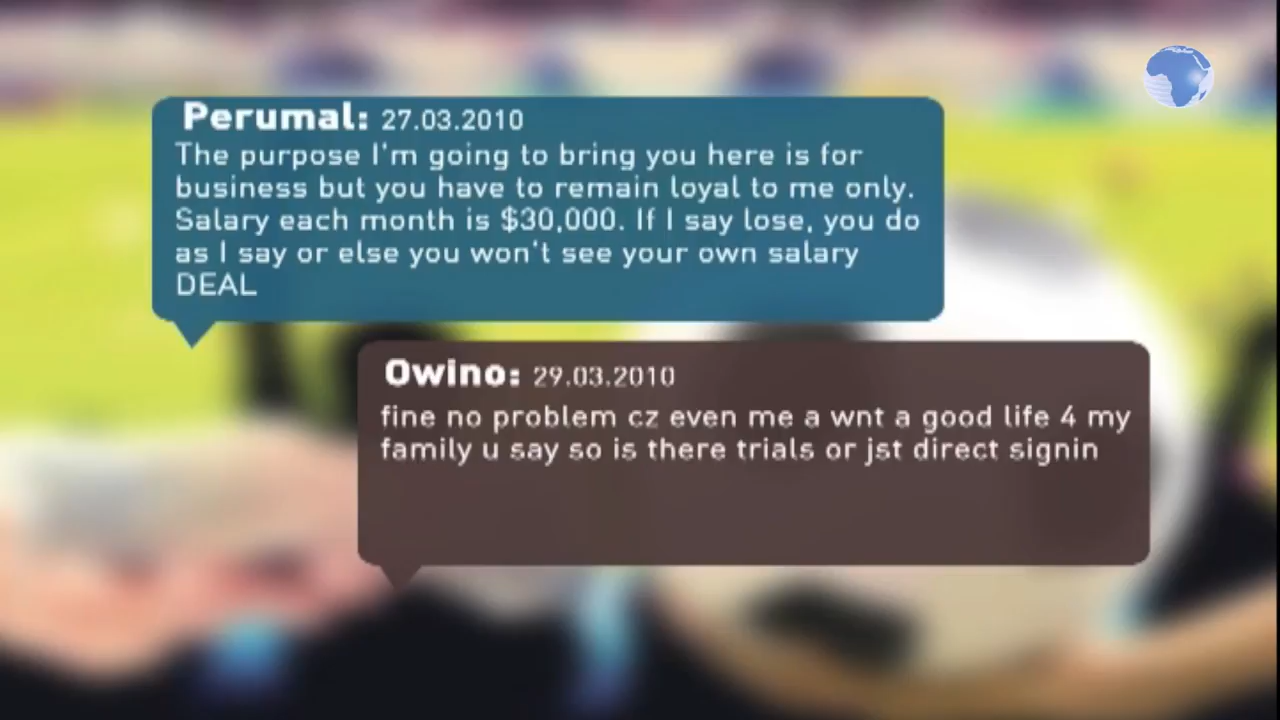 Perumal: 27.03.2010
The purpose I'm going to bring you here is for
business but you have to remain loyal to me only.
Salary each month is $30,000. If I say lose, you do
as I say or else you won't see your own salary
DEAL
Owino: 29.03.2010
fine no problem cz even me a wnt a good life 4 my
family u say so is there trials or jst direct signin